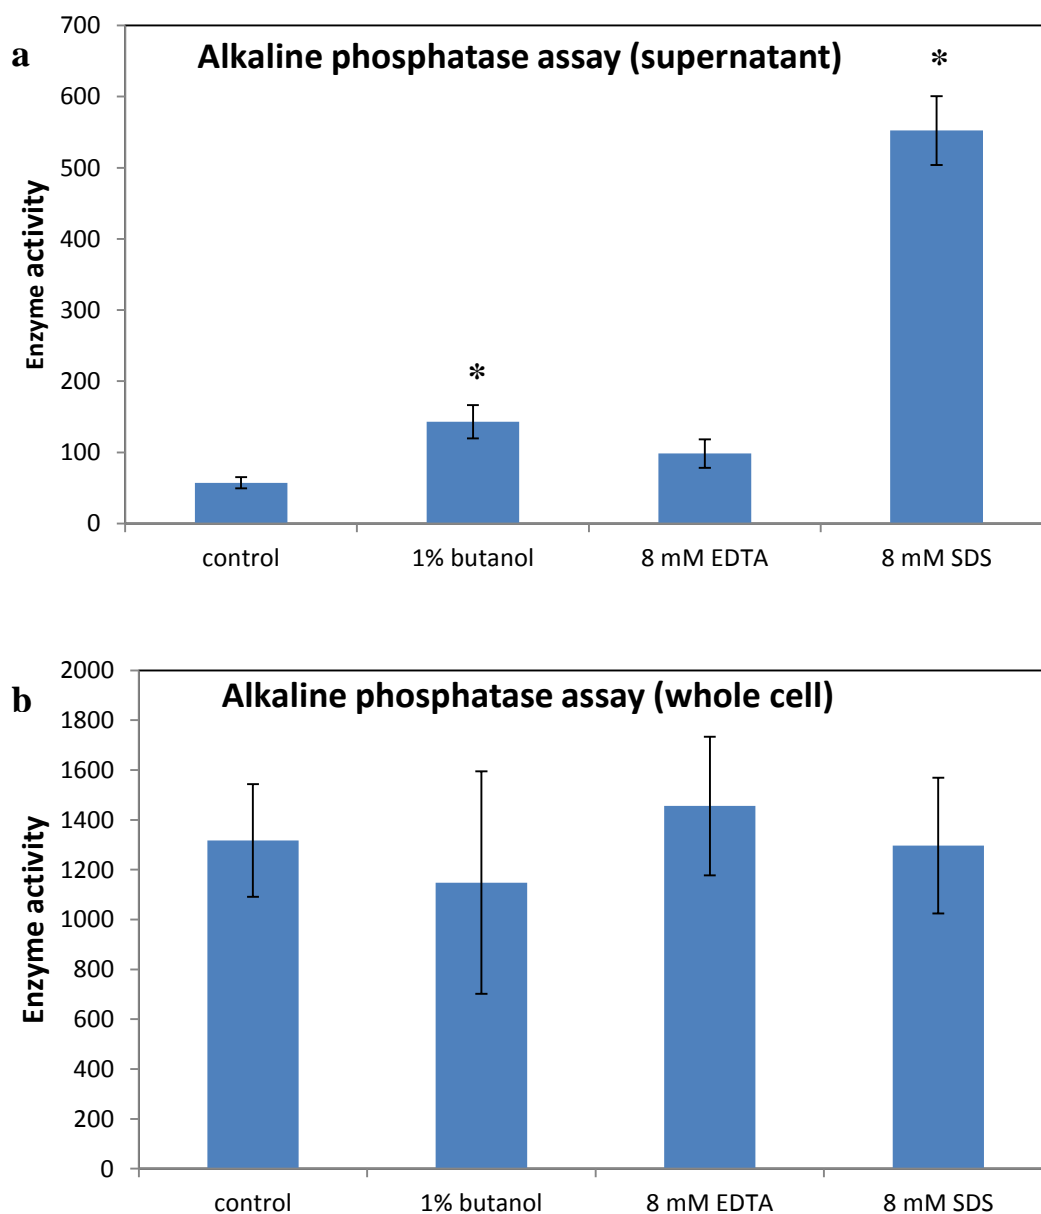 a
Alkaline phosphatase assay (supernatant)
Enzyme activity
700
600
500
400
300
200
100
0
*
*
control 1% butanol 8 mM EDTA 8 mM SDS
b
Alkaline phosphatase assay (whole cell)
Enzyme activity
2000
1800
1600
1400
1200
1000
800
600
400
200
0
control 1% butanol 8 mM EDTA 8 mM SDS